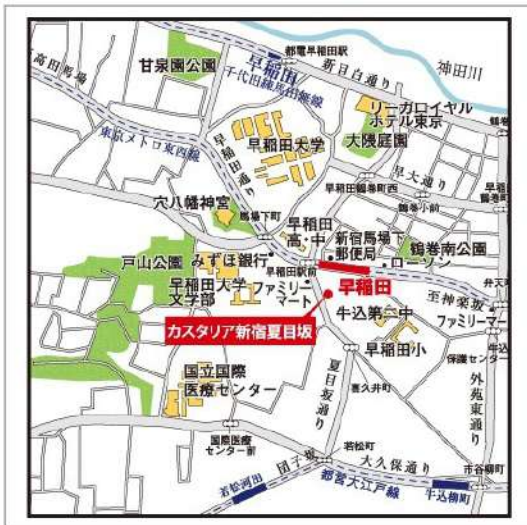 都電早稲田駅
早稲田
新目白通り
神田川
甘泉園公園
高田馬場
東京メトロ東西線
早稲田通り
早稲田大学
リーガロイヤル
ホテル東京
大隈庭園
早大通り
早稲田鶴巻町西
鶴巻小前
穴八幡神宮
馬場下町
早稲田
高・中
新宿馬場下
郵便局
ローソン
鶴巻南公園
戸山公園
みずほ銀行
早稲田駅前
早稲田
早稲田大学
文学部
ファミリー
マート
至神楽坂
弁天町
ファミリーマート
カスタリア新宿夏目坂
牛込第二中
早稲田小
保護センター
夏目坂通り
喜久井町
外苑東通り
国立国際
医療センター
国際医療
センター前
若松町
団子坂
大久保通り
市谷柳町
若松河田
都営大江戸線
牛込柳町